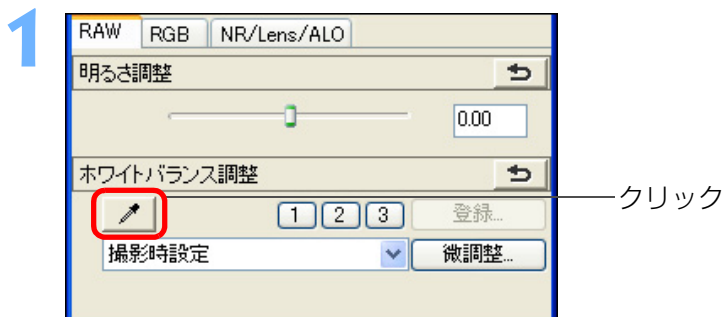 1
RAW RGB NR/Lens/ALO
明るさ調整
0.00
ホワイトバランス調整
クリック
1 2 3 登録...
撮影時設定 微調整...